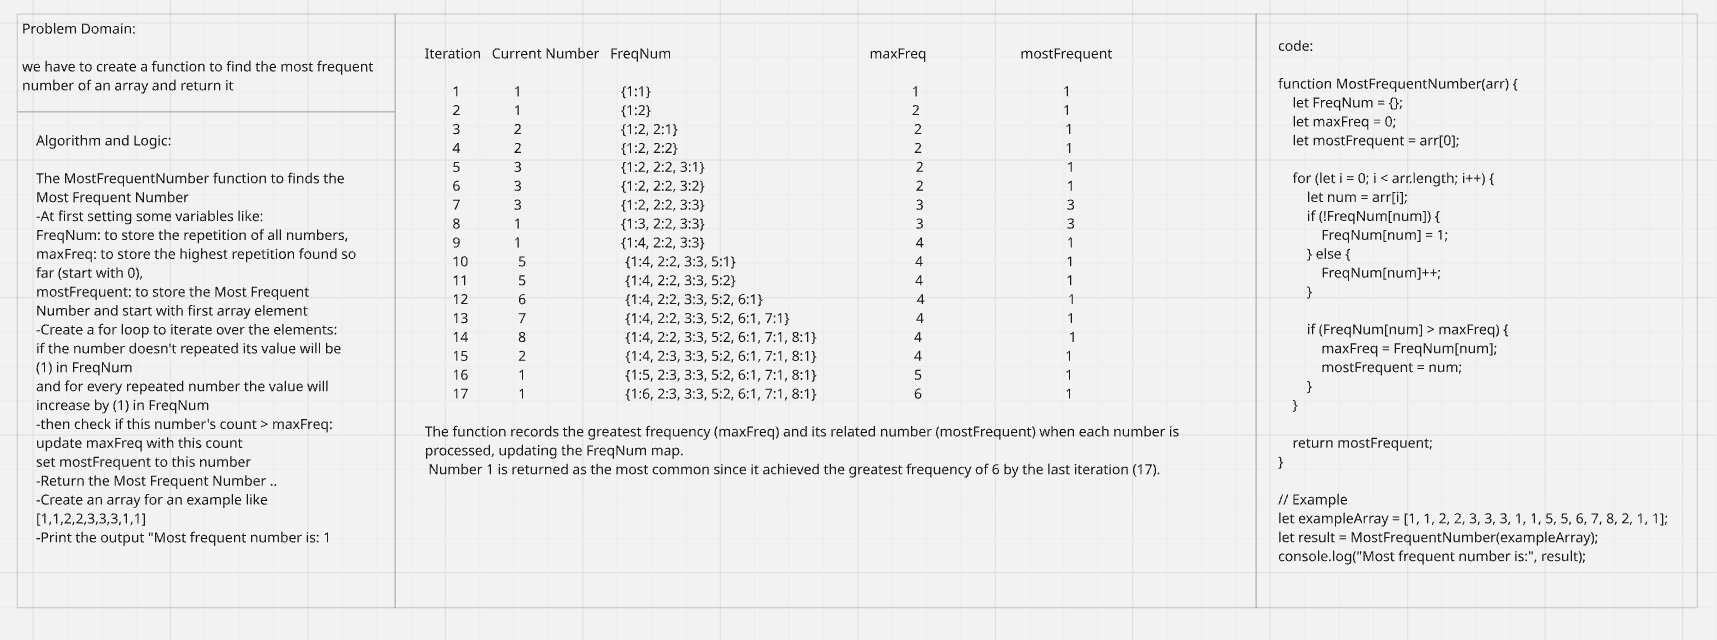 Problem Domain:
we have to create a function to find the most frequent
number of an array and return it
Algorithm and Logic:
The MostFrequentNumber function to finds the
Most Frequent Number
-At first setting some variables like:
FreqNum: to store the repetition of all numbers,
maxFreq: to store the highest repetition found so
far (start with 0),
mostFrequent: to store the Most Frequent
Number and start with first array element
-Create a for loop to iterate over the elements:
if the number doesn't repeated its value will be
(1) in FreqNum
and for every repeated number the value will
increase by (1) in FreqNum
-then check if this number's count > maxFreq:
update maxFreq with this count
set mostFrequent to this number
-Return the Most Frequent Number ..
-Create an array for an example like
[1,1,2,2,3,3,3,1,1]
-Print the output "Most frequent number is: 1
Iteration Current Number FreqNum maxFreq mostFrequent
1 1 {1:1} 1 1
2 1 {1:2} 2 1
3 2 {1:2, 2:1} 2 1
4 2 {1:2, 2:2} 2 1
5 3 {1:2, 2:2, 3:1} 2 1
6 3 {1:2, 2:2, 3:2} 2 1
7 3 {1:2, 2:2, 3:3} 3 3
8 1 {1:3, 2:2, 3:3} 3 3
9 1 {1:4, 2:2, 3:3} 4 1
10 5 {1:4, 2:2, 3:3, 5:1} 4 1
11 5 {1:4, 2:2, 3:3, 5:2} 4 1
12 6 {1:4, 2:2, 3:3, 5:2, 6:1} 4 1
13 7 {1:4, 2:2, 3:3, 5:2, 6:1, 7:1} 4 1
14 8 {1:4, 2:2, 3:3, 5:2, 6:1, 7:1, 8:1} 4 1
15 2 {1:4, 2:3, 3:3, 5:2, 6:1, 7:1, 8:1} 4 1
16 1 {1:5, 2:3, 3:3, 5:2, 6:1, 7:1, 8:1} 5 1
17 1 {1:6, 2:3, 3:3, 5:2, 6:1, 7:1, 8:1} 6 1
The function records the greatest frequency (maxFreq) and its related number (mostFrequent) when each number is
processed, updating the FreqNum map.
Number 1 is returned as the most common since it achieved the greatest frequency of 6 by the last iteration (17).
code:
function MostFrequentNumber(arr) {
let FreqNum = {};
let maxFreq = 0;
let mostFrequent = arr[0];
for (let i = 0; i < arr.length; i++) {
let num = arr[i];
if (!FreqNum[num]) {
FreqNum[num] = 1;
} else {
FreqNum[num]++;
}
if (FreqNum[num] > maxFreq) {
maxFreq = FreqNum[num];
mostFrequent = num;
}
}
return mostFrequent;
}
// Example
let exampleArray = [1, 1, 2, 2, 3, 3, 3, 1, 1, 5, 5, 6, 7, 8, 2, 1, 1];
let result = MostFrequentNumber(exampleArray);
console.log("Most frequent number is:", result);